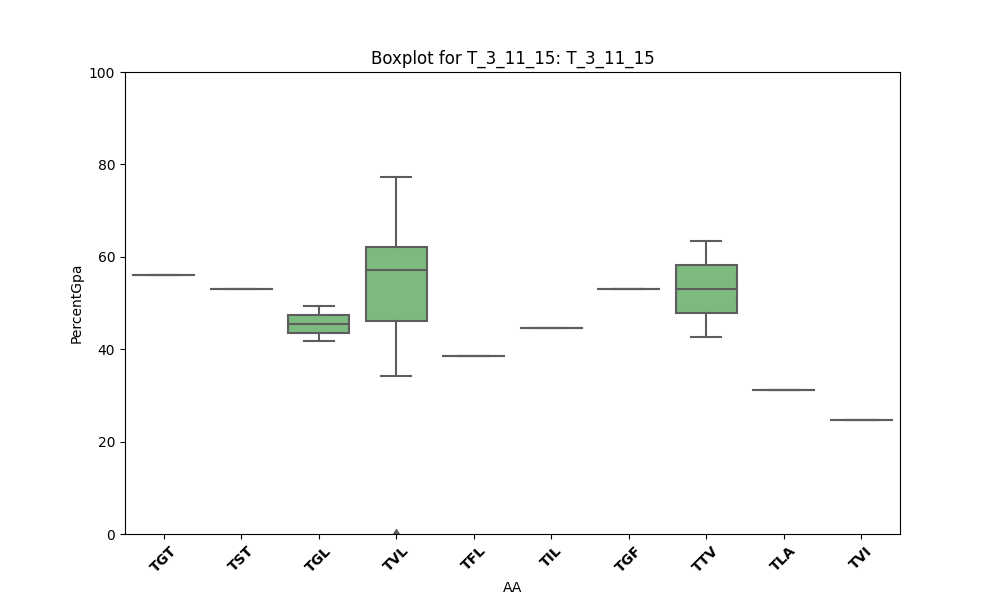 Boxplot for T_3_11_15: T_3_11_15
100
80
60
40
20
0
PercentGpa
TGT
TST
TGL
TVL
TFL
TIL
TGF
TTV
TLA
TVI
AA